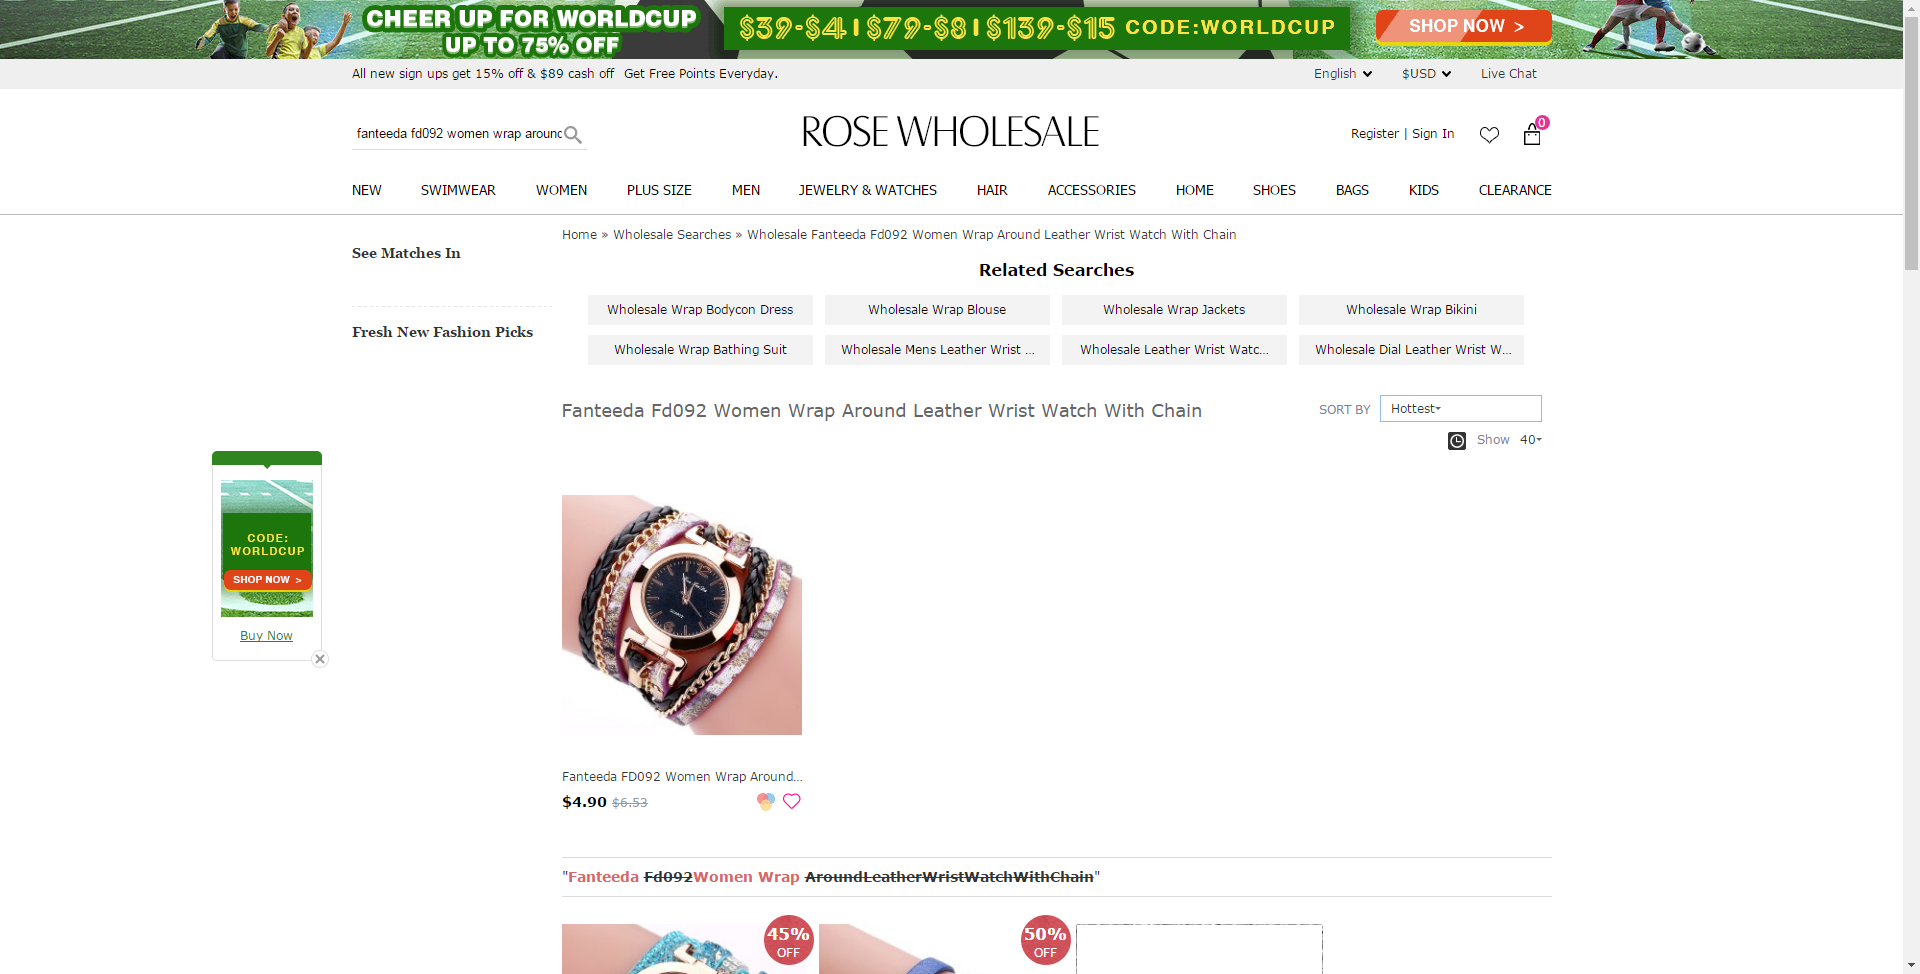 CHEER UP FOR WORLDCUP
UP TO 75% OFF
$39-$4 | $79-$8 | $139-$15 CODE:WORLDCUP
SHOP NOW >
All new sign ups get 15% off & $89 cash off Get Free Points Everyday.
English $USD Live Chat
fanteeda fd092 women wrap around
ROSE WHOLESALE
Register | Sign In
0
NEW SWIMWEAR WOMEN PLUS SIZE MEN JEWELRY & WATCHES HAIR ACCESSORIES HOME SHOES BAGS KIDS CLEARANCE
See Matches In
Fresh New Fashion Picks
Home » Wholesale Searches » Wholesale Fanteeda Fd092 Women Wrap Around Leather Wrist Watch With Chain
Related Searches
Wholesale Wrap Bodycon Dress Wholesale Wrap Blouse Wholesale Wrap Jackets Wholesale Wrap Bikini
Wholesale Wrap Bathing Suit Wholesale Mens Leather Wrist ... Wholesale Leather Wrist Watc... Wholesale Dial Leather Wrist W...
Fanteeda Fd092 Women Wrap Around Leather Wrist Watch With Chain
SORT BY Hottest
Show 40
CODE:
WORLDCUP
SHOP NOW >
Buy Now
QUARTZ
Fanteeda FD092 Women Wrap Around...
$4.90 $6.53
"Fanteeda Fd092Women Wrap AroundLeatherWristWatchWithChain"
45%
OFF
50%
OFF